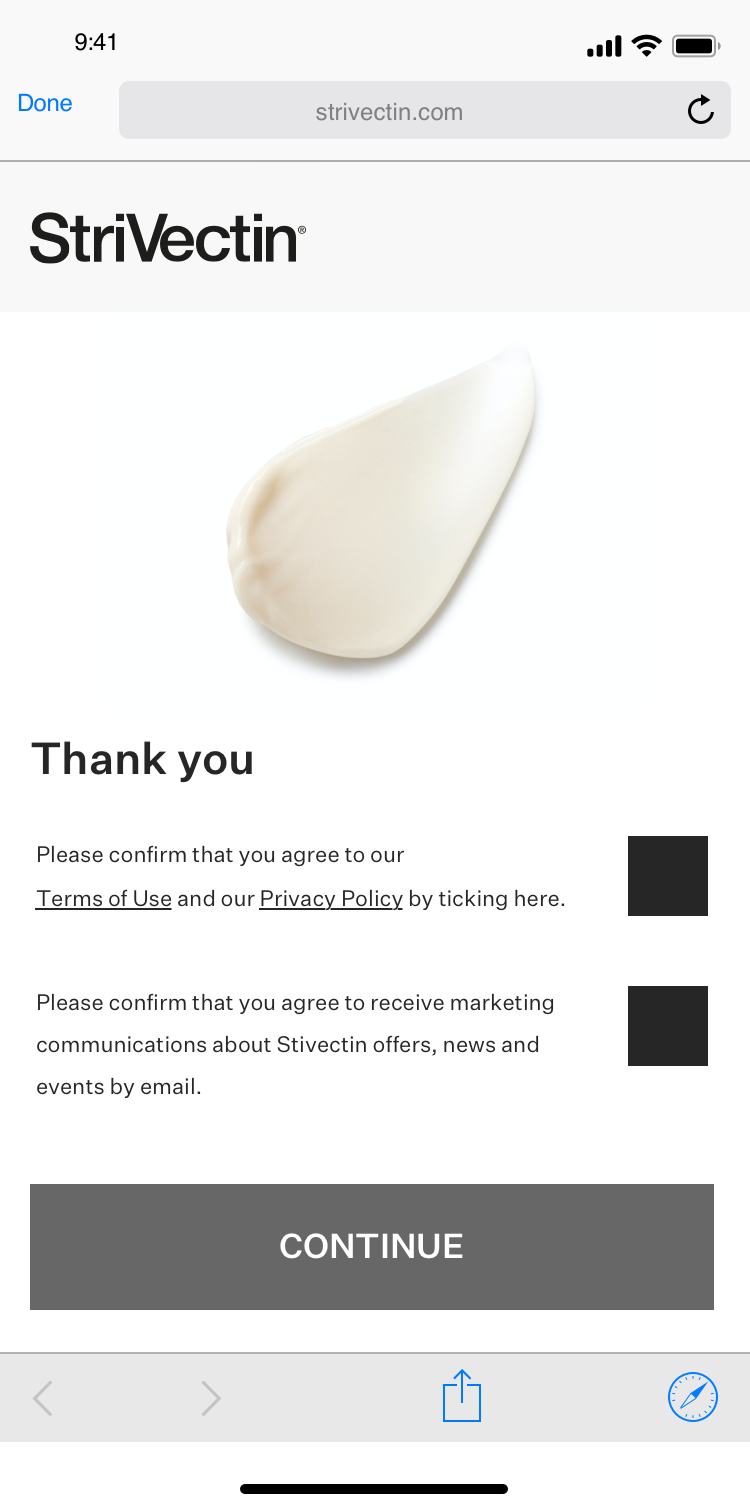 9:41
Done
strivectin.com
StriVectin®
Thank you
Please confirm that you agree to our
Terms of Use and our Privacy Policy by ticking here.
Please confirm that you agree to receive marketing
communications about Stivectin offers, news and
events by email.
CONTINUE